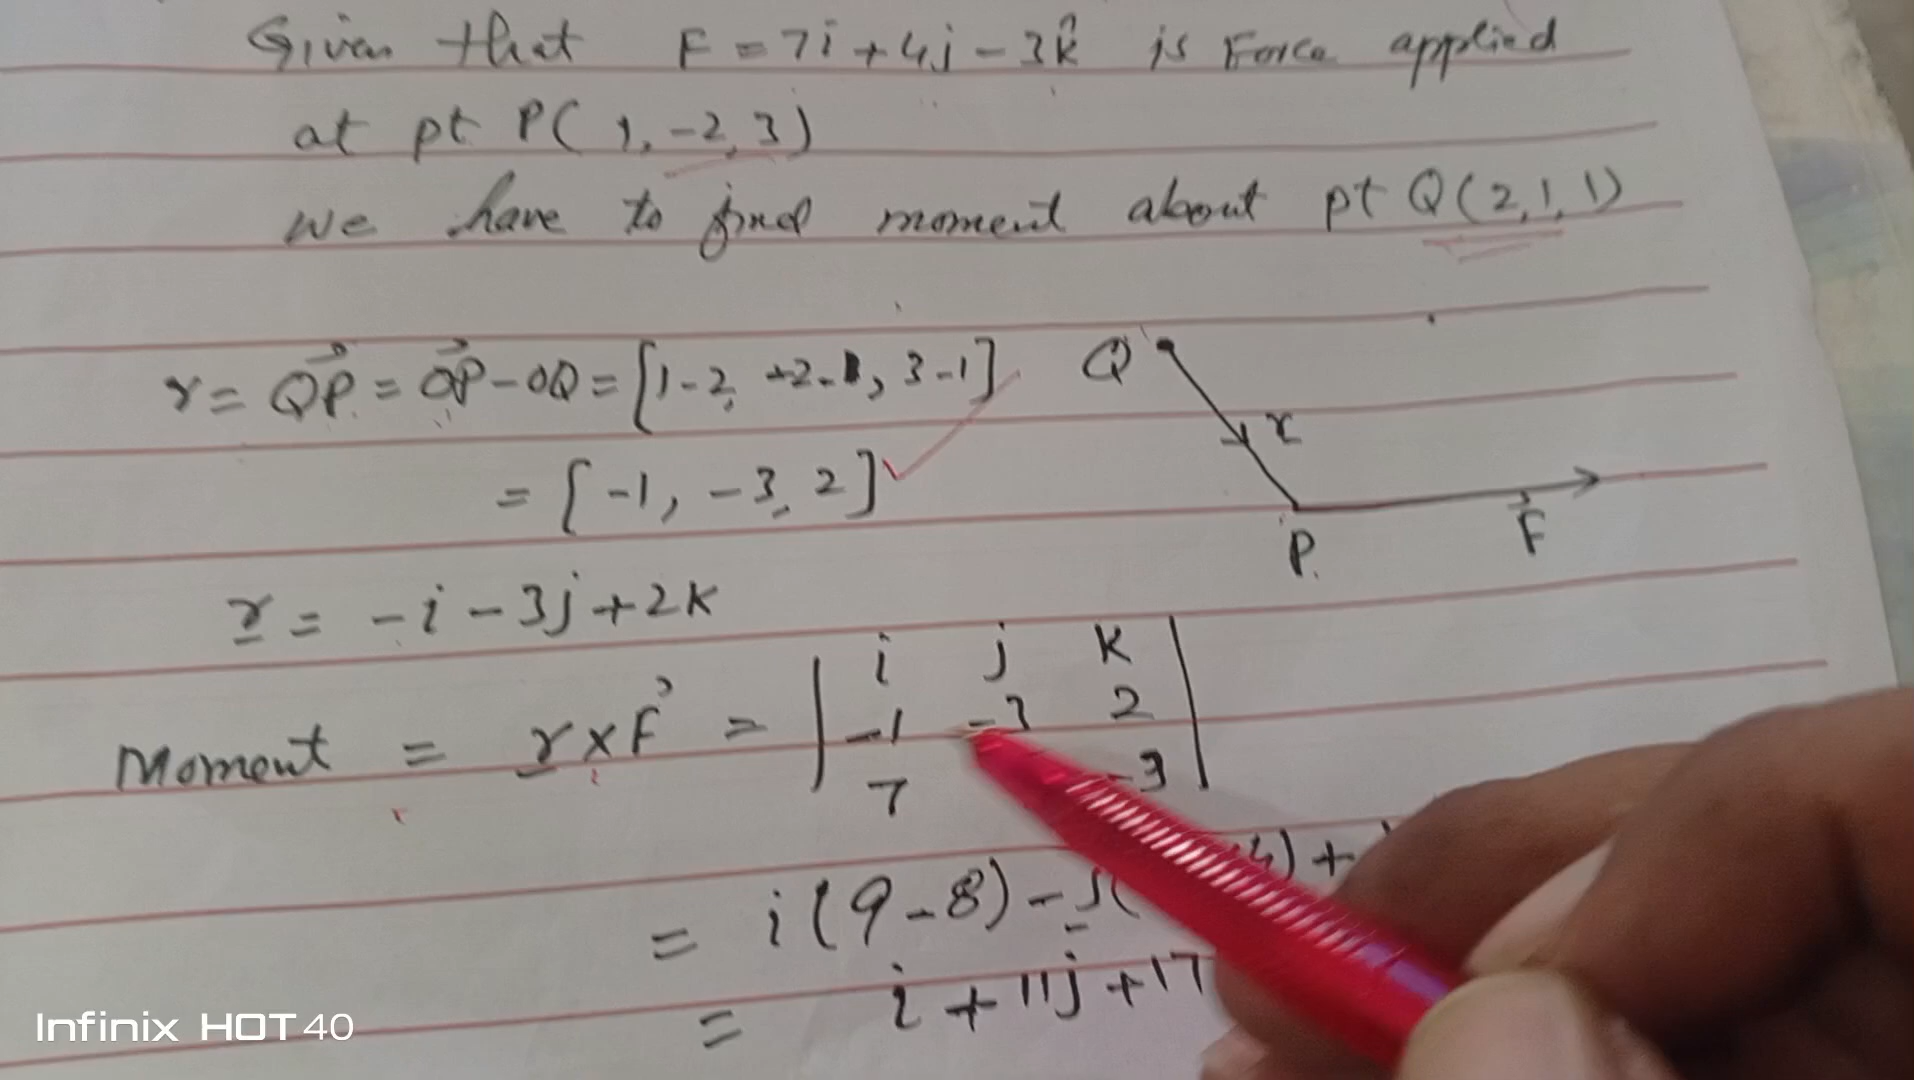 Given that F = 7i + 4j - 3k̂ is Force applied
at pt P( 1, -2, 3)
we have to find moment about pt Q(2,1,1)
r = QP = OP - OQ = [1-2, +2-1, 3-1]
= [-1, -3, 2]
Q
r
P.
F
r = -i - 3j + 2k
i j k
Moment = r x F = -1 -3 2
7 -3
= i(9-8) - j( 4) +
= i + 11j + 17
Infinix HOT 40